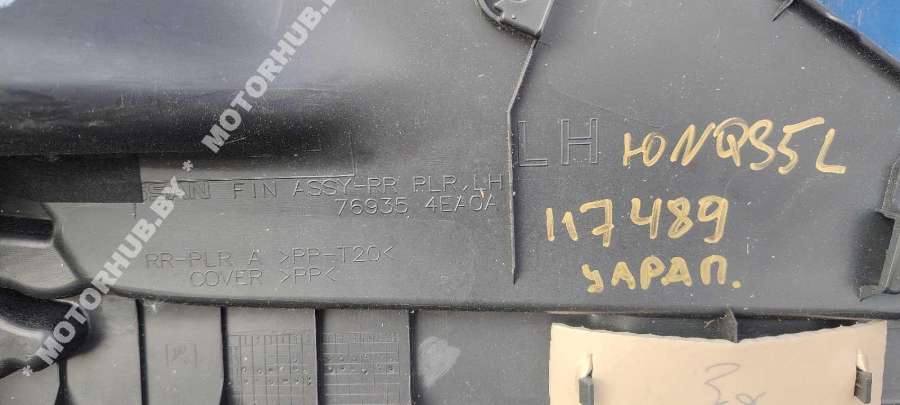 * MOTORHUB.BY * MOTORHUB.BY *
LH
FIN ASSY-RR PLR, LH
76935 4EA0A
RR-PLR A >PP-T20<
COVER >PP<
ЮNQ35L
117489
ЦАРАП.